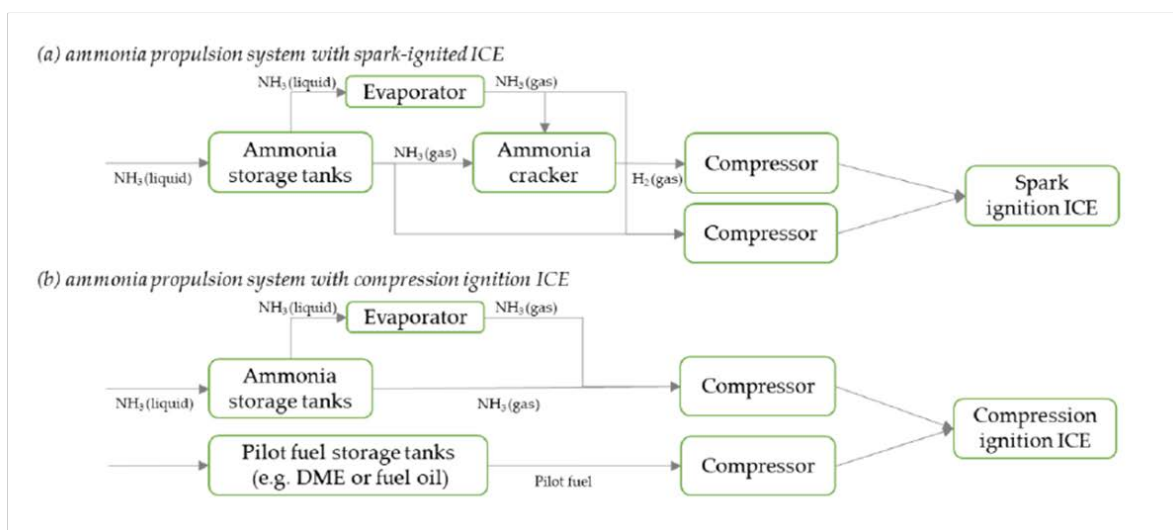 (a) ammonia propulsion system with spark-ignited ICE
NH₃(liquid)
Evaporator
NH₃(gas)
NH₃(liquid)
Ammonia
storage tanks
NH₃(gas)
Ammonia
cracker
H₂(gas)
Compressor
Compressor
Spark
ignition ICE
(b) ammonia propulsion system with compression ignition ICE
NH₃(liquid)
Evaporator
NH₃(gas)
NH₃(liquid)
Ammonia
storage tanks
NH₃(gas)
Compressor
Pilot fuel storage tanks
(e.g. DME or fuel oil)
Pilot fuel
Compressor
Compression
ignition ICE